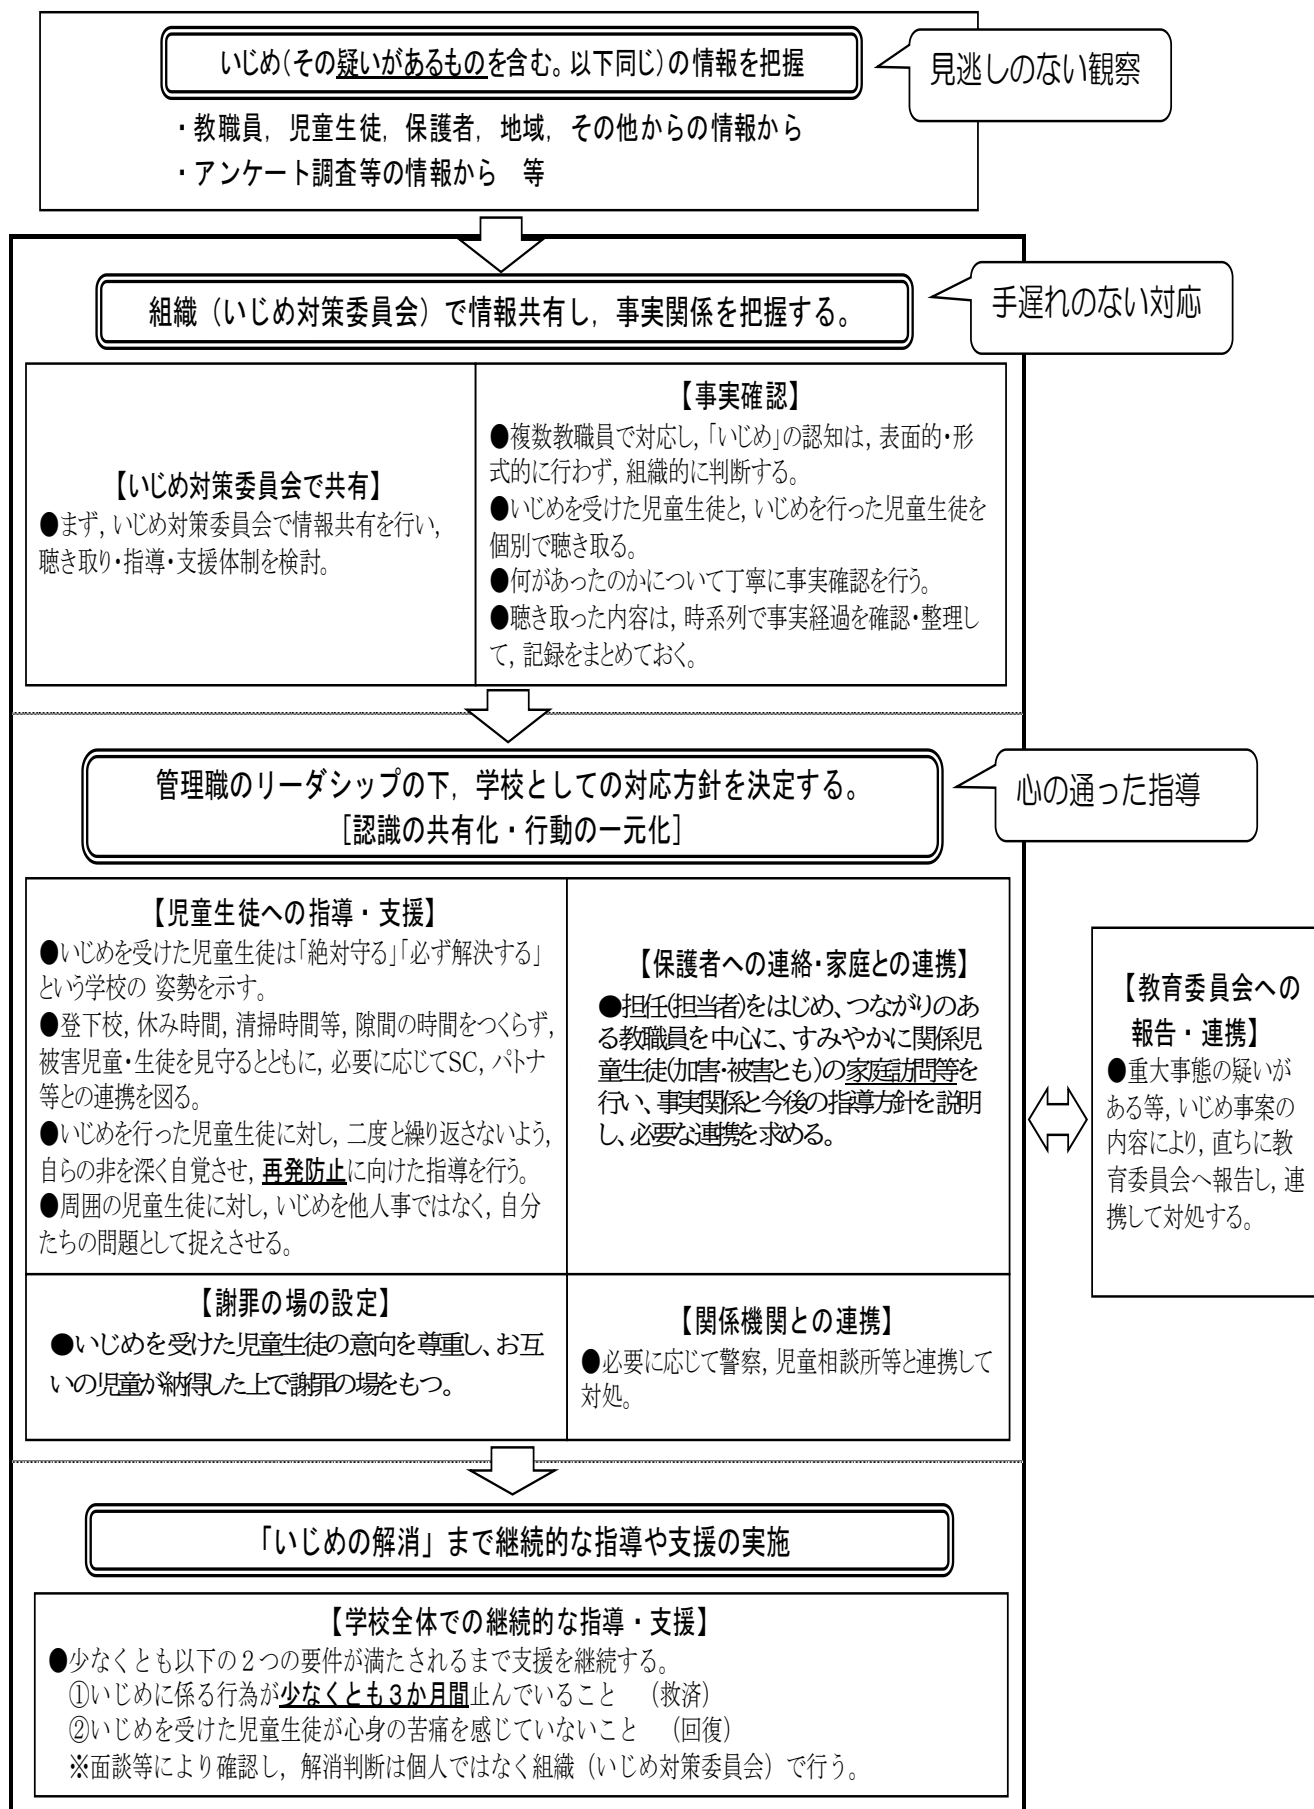 いじめ(その疑いがあるものを含む。以下同じ)の情報を把握
見逃しのない観察
・教職員，児童生徒，保護者，地域，その他からの情報から
・アンケート調査等の情報から　等
組織（いじめ対策委員会）で情報共有し，事実関係を把握する。
手遅れのない対応
【いじめ対策委員会で共有】
●まず，いじめ対策委員会で情報共有を行い，
聴き取り・指導・支援体制を検討。
【事実確認】
●複数教職員で対応し，「いじめ」の認知は，表面的・形
式的に行わず，組織的に判断する。
●いじめを受けた児童生徒と，いじめを行った児童生徒を
個別で聴き取る。
●何があったのかについて丁寧に事実確認を行う。
●聴き取った内容は，時系列で事実経過を確認・整理し
て，記録をまとめておく。
管理職のリーダシップの下，学校としての対応方針を決定する。
［認識の共有化・行動の一元化］
心の通った指導
【児童生徒への指導・支援】
●いじめを受けた児童生徒は「絶対守る」「必ず解決する」
という学校の 姿勢を示す。
●登下校，休み時間，清掃時間等，隙間の時間をつくらず，
被害児童・生徒を見守るとともに，必要に応じてSC，パトナ
等との連携を図る。
●いじめを行った児童生徒に対し，二度と繰り返さないよう，
自らの非を深く自覚させ，再発防止に向けた指導を行う。
●周囲の児童生徒に対し，いじめを他人事ではなく，自分
たちの問題として捉えさせる。
【保護者への連絡・家庭との連携】
●担任(担当者)をはじめ、つながりのあ
る教職員を中心に、すみやかに関係児
童生徒(加害・被害とも)の家庭訪問等を
行い、事実関係と今後の指導方針を説明
し、必要な連携を求める。
【教育委員会への
報告・連携】
●重大事態の疑いが
ある等，いじめ事案の
内容により，直ちに教
育委員会へ報告し，連
携して対処する。
【謝罪の場の設定】
●いじめを受けた児童生徒の意向を尊重し、お互
いの児童が納得した上で謝罪の場をもつ。
【関係機関との連携】
●必要に応じて警察，児童相談所等と連携して
対処。
「いじめの解消」まで継続的な指導や支援の実施
【学校全体での継続的な指導・支援】
●少なくとも以下の２つの要件が満たされるまで支援を継続する。
①いじめに係る行為が少なくとも３か月間止んでいること　（救済）
②いじめを受けた児童生徒が心身の苦痛を感じていないこと　（回復）
※面談等により確認し，解消判断は個人ではなく組織（いじめ対策委員会）で行う。